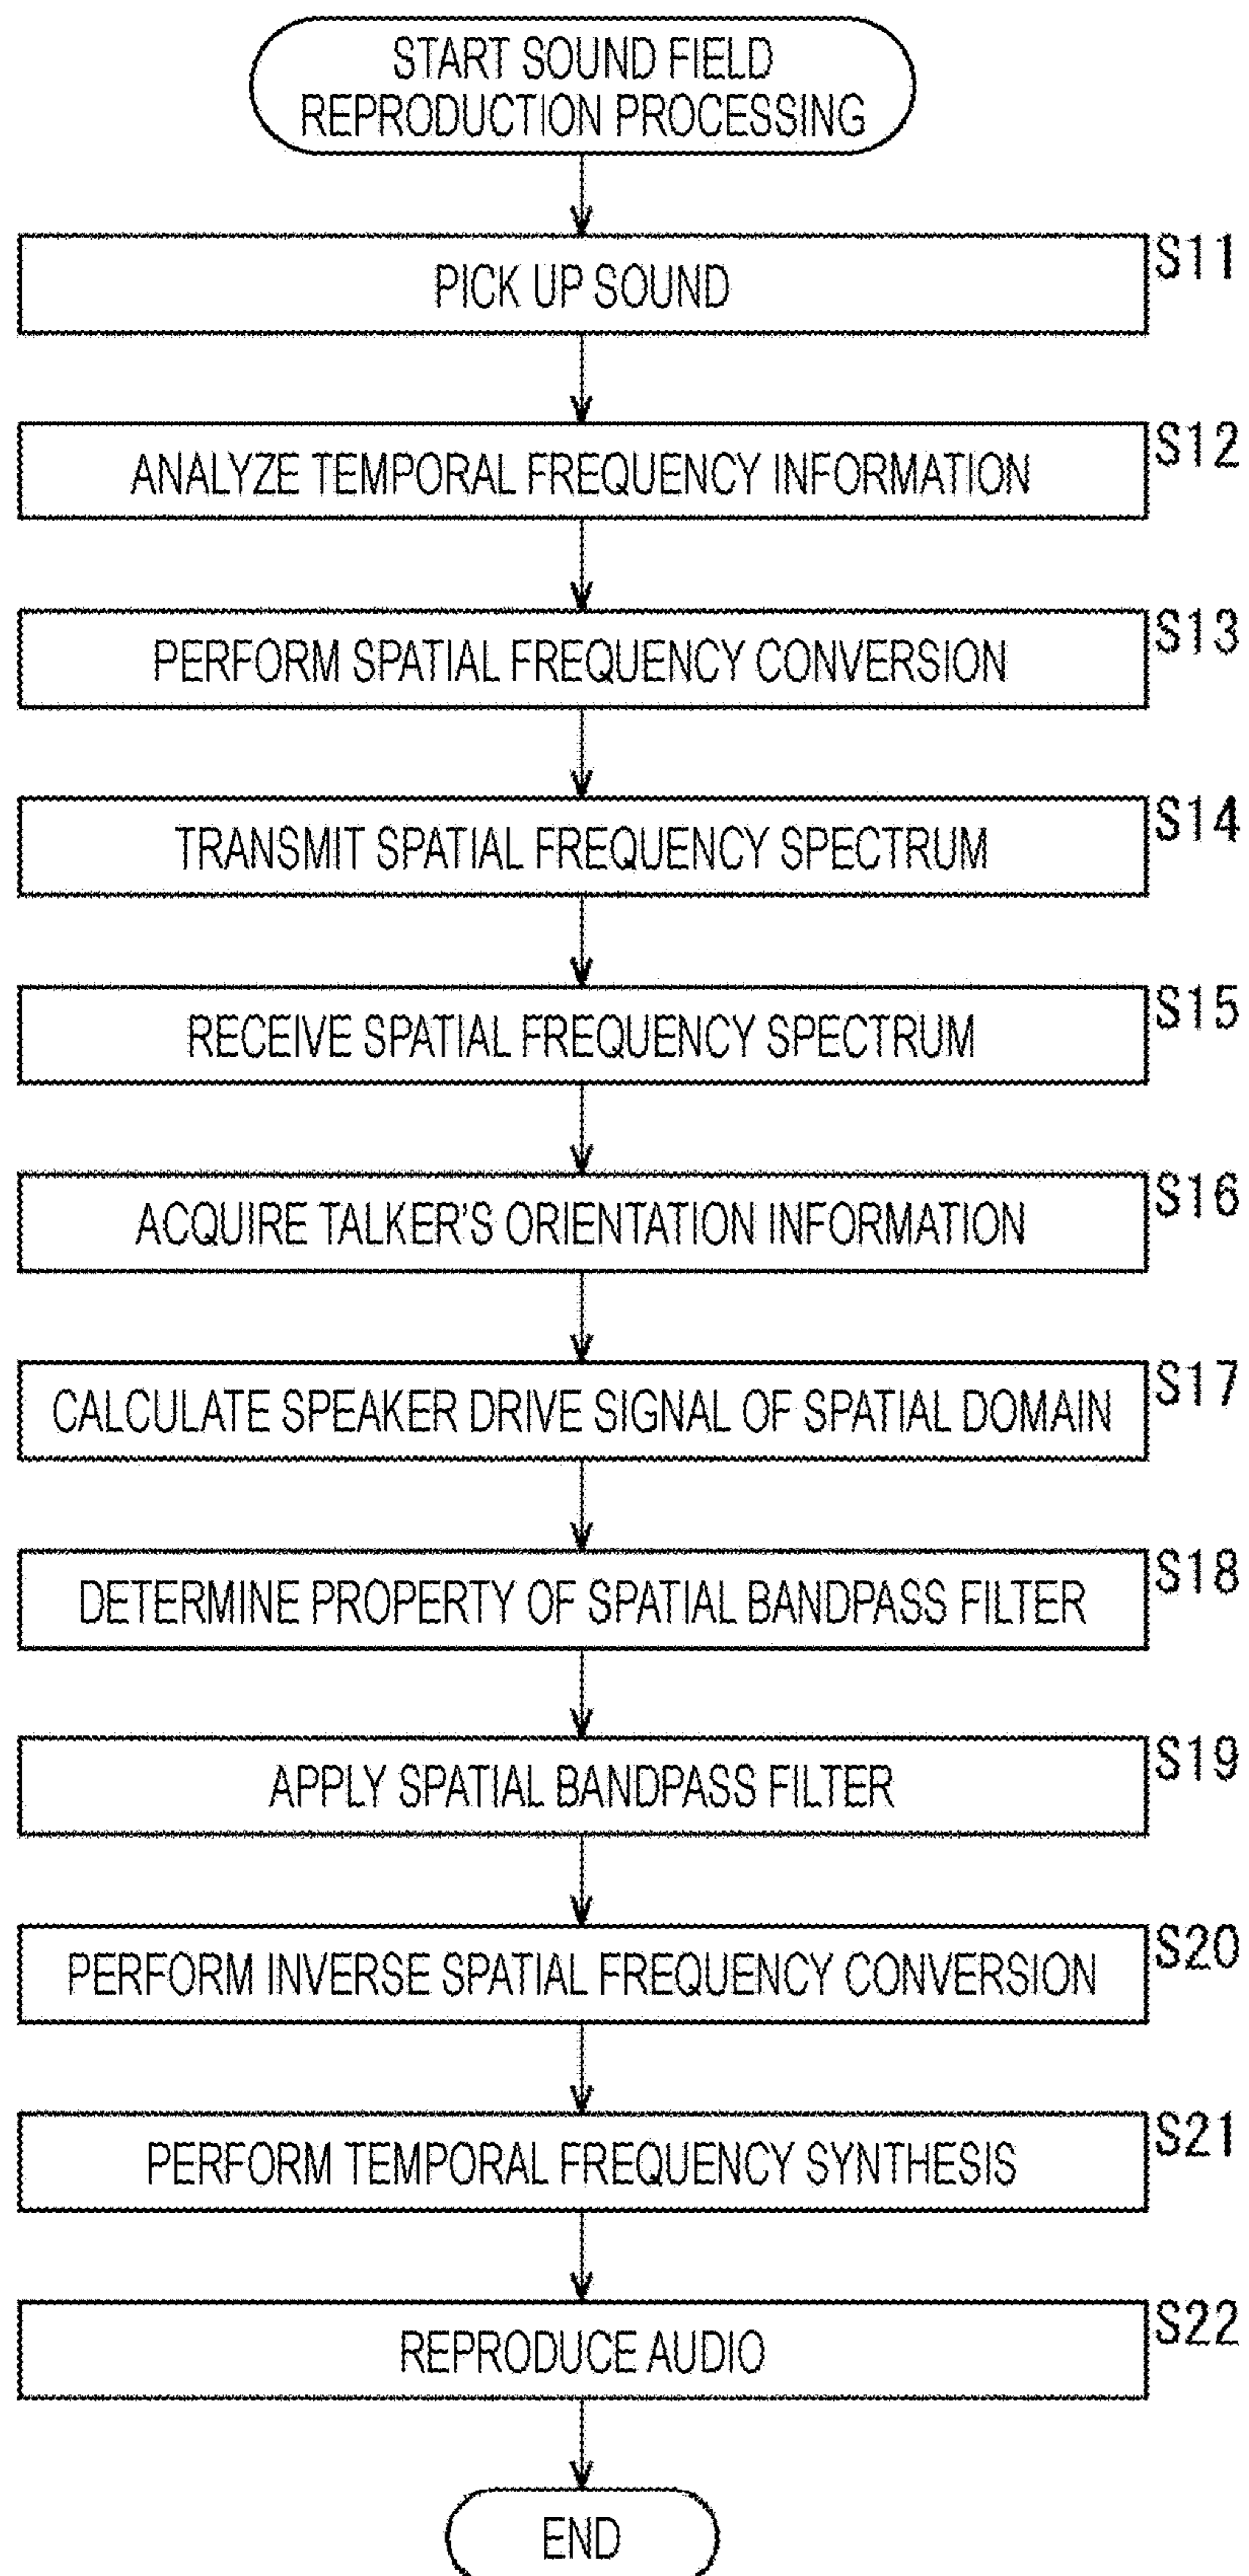 START SOUND FIELD
REPRODUCTION PROCESSING
S11
PICK UP SOUND
S12
ANALYZE TEMPORAL FREQUENCY INFORMATION
S13
PERFORM SPATIAL FREQUENCY CONVERSION
S14
TRANSMIT SPATIAL FREQUENCY SPECTRUM
S15
RECEIVE SPATIAL FREQUENCY SPECTRUM
S16
ACQUIRE TALKER'S ORIENTATION INFORMATION
S17
CALCULATE SPEAKER DRIVE SIGNAL OF SPATIAL DOMAIN
S18
DETERMINE PROPERTY OF SPATIAL BANDPASS FILTER
S19
APPLY SPATIAL BANDPASS FILTER
S20
PERFORM INVERSE SPATIAL FREQUENCY CONVERSION
S21
PERFORM TEMPORAL FREQUENCY SYNTHESIS
S22
REPRODUCE AUDIO
END